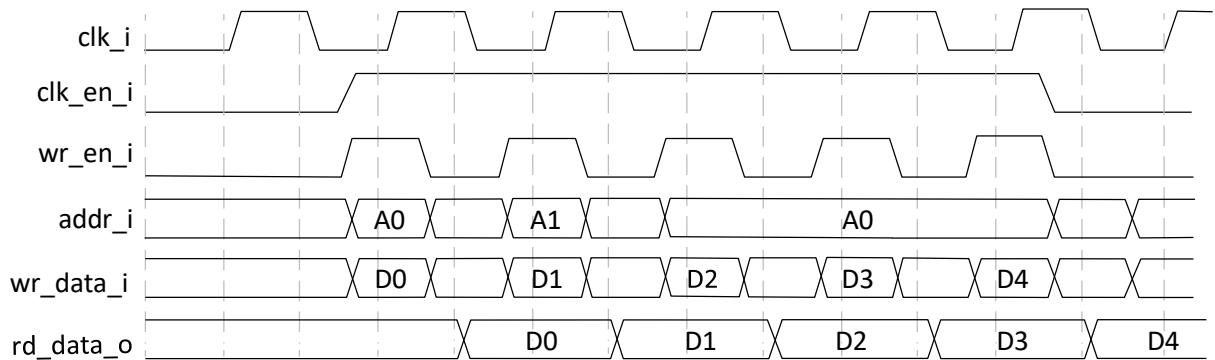 clk_i
clk_en_i
wr_en_i
addr_i A0 A1 A0
wr_data_i D0 D1 D2 D3 D4
rd_data_o D0 D1 D2 D3 D4